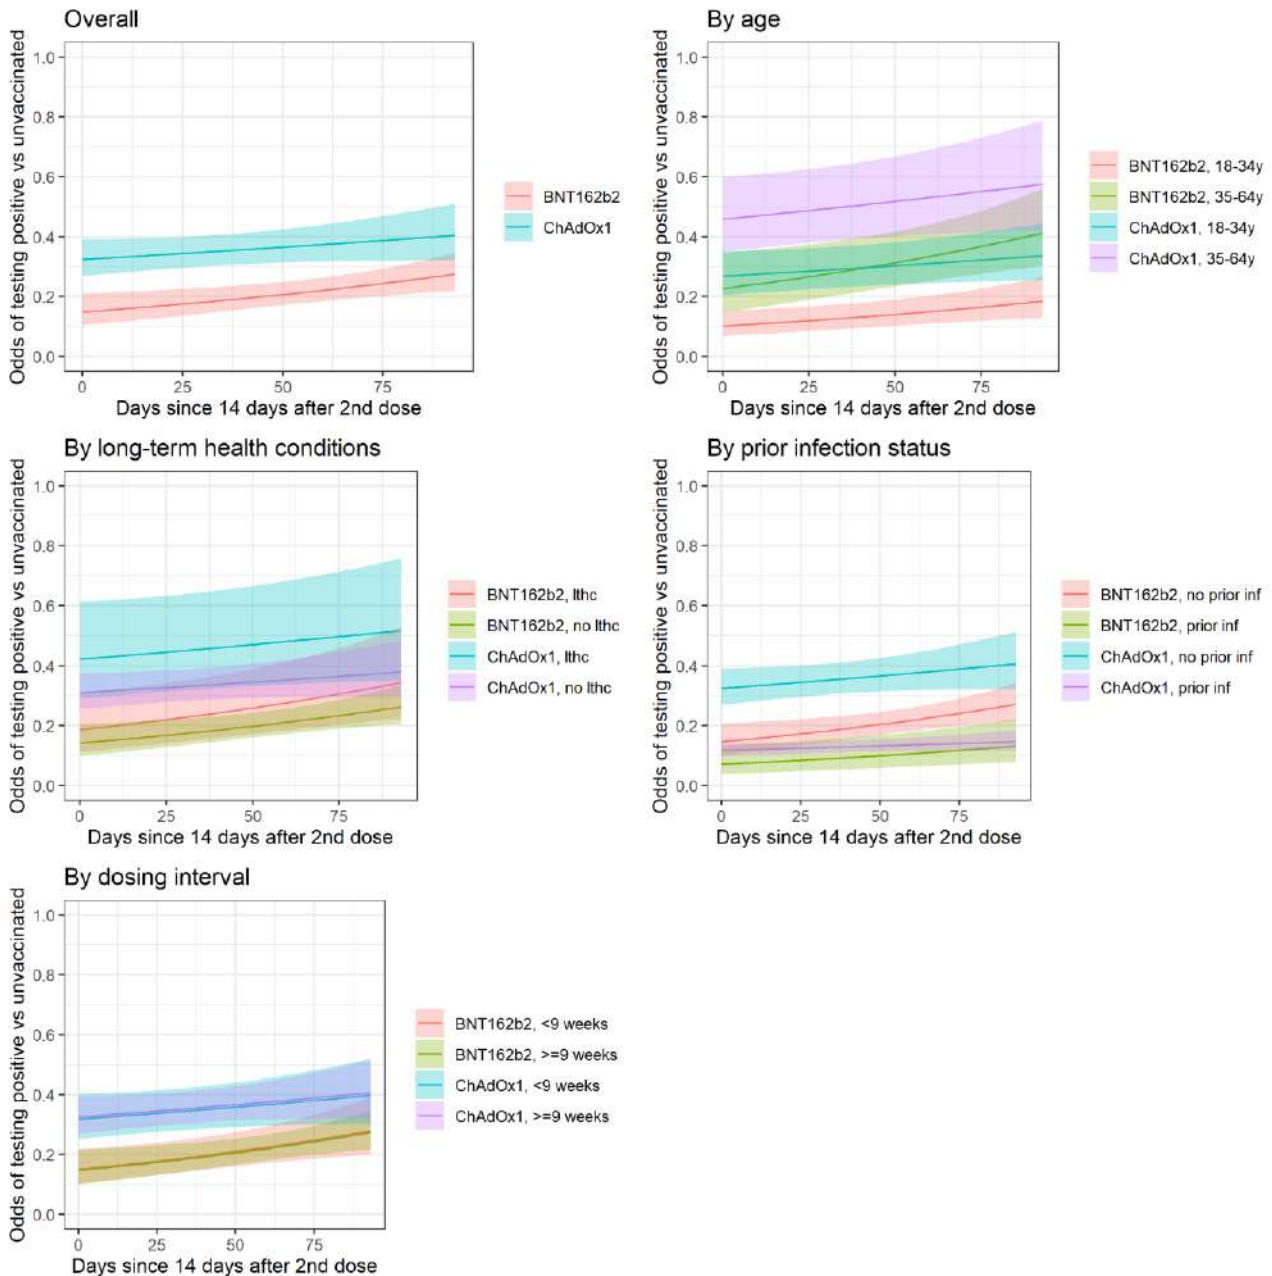 Overall
Odds of testing positive vs unvaccinated
1.0
0.8
0.6
0.4
0.2
0.0
0 25 50 75
Days since 14 days after 2nd dose
BNT162b2
ChAdOx1
By age
Odds of testing positive vs unvaccinated
1.0
0.8
0.6
0.4
0.2
0.0
0 25 50 75
Days since 14 days after 2nd dose
BNT162b2, 18-34y
BNT162b2, 35-64y
ChAdOx1, 18-34y
ChAdOx1, 35-64y
By long-term health conditions
Odds of testing positive vs unvaccinated
1.0
0.8
0.6
0.4
0.2
0.0
0 25 50 75
Days since 14 days after 2nd dose
BNT162b2, lthc
BNT162b2, no lthc
ChAdOx1, lthc
ChAdOx1, no lthc
By prior infection status
Odds of testing positive vs unvaccinated
1.0
0.8
0.6
0.4
0.2
0.0
0 25 50 75
Days since 14 days after 2nd dose
BNT162b2, no prior inf
BNT162b2, prior inf
ChAdOx1, no prior inf
ChAdOx1, prior inf
By dosing interval
Odds of testing positive vs unvaccinated
1.0
0.8
0.6
0.4
0.2
0.0
0 25 50 75
Days since 14 days after 2nd dose
BNT162b2, <9 weeks
BNT162b2, >=9 weeks
ChAdOx1, <9 weeks
ChAdOx1, >=9 weeks